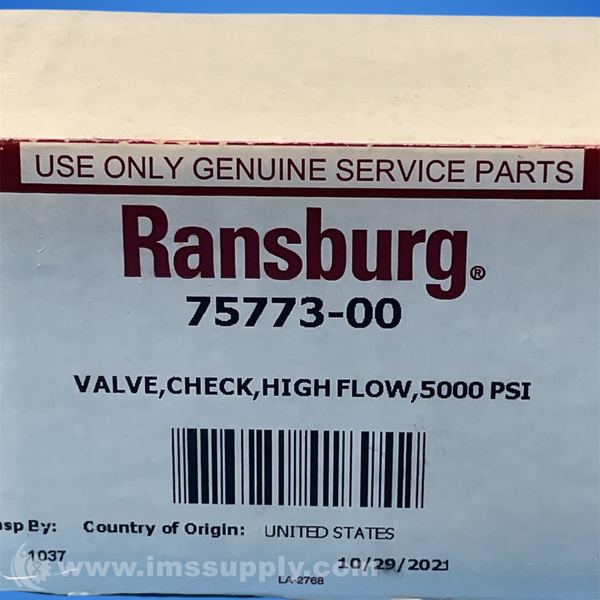 USE ONLY GENUINE SERVICE PARTS
Ransburg®
75773-00
VALVE,CHECK,HIGH FLOW,5000 PSI
nsp By: Country of Origin: UNITED STATES
1037 10/29/2021
www.imssupply.com
LA-2768